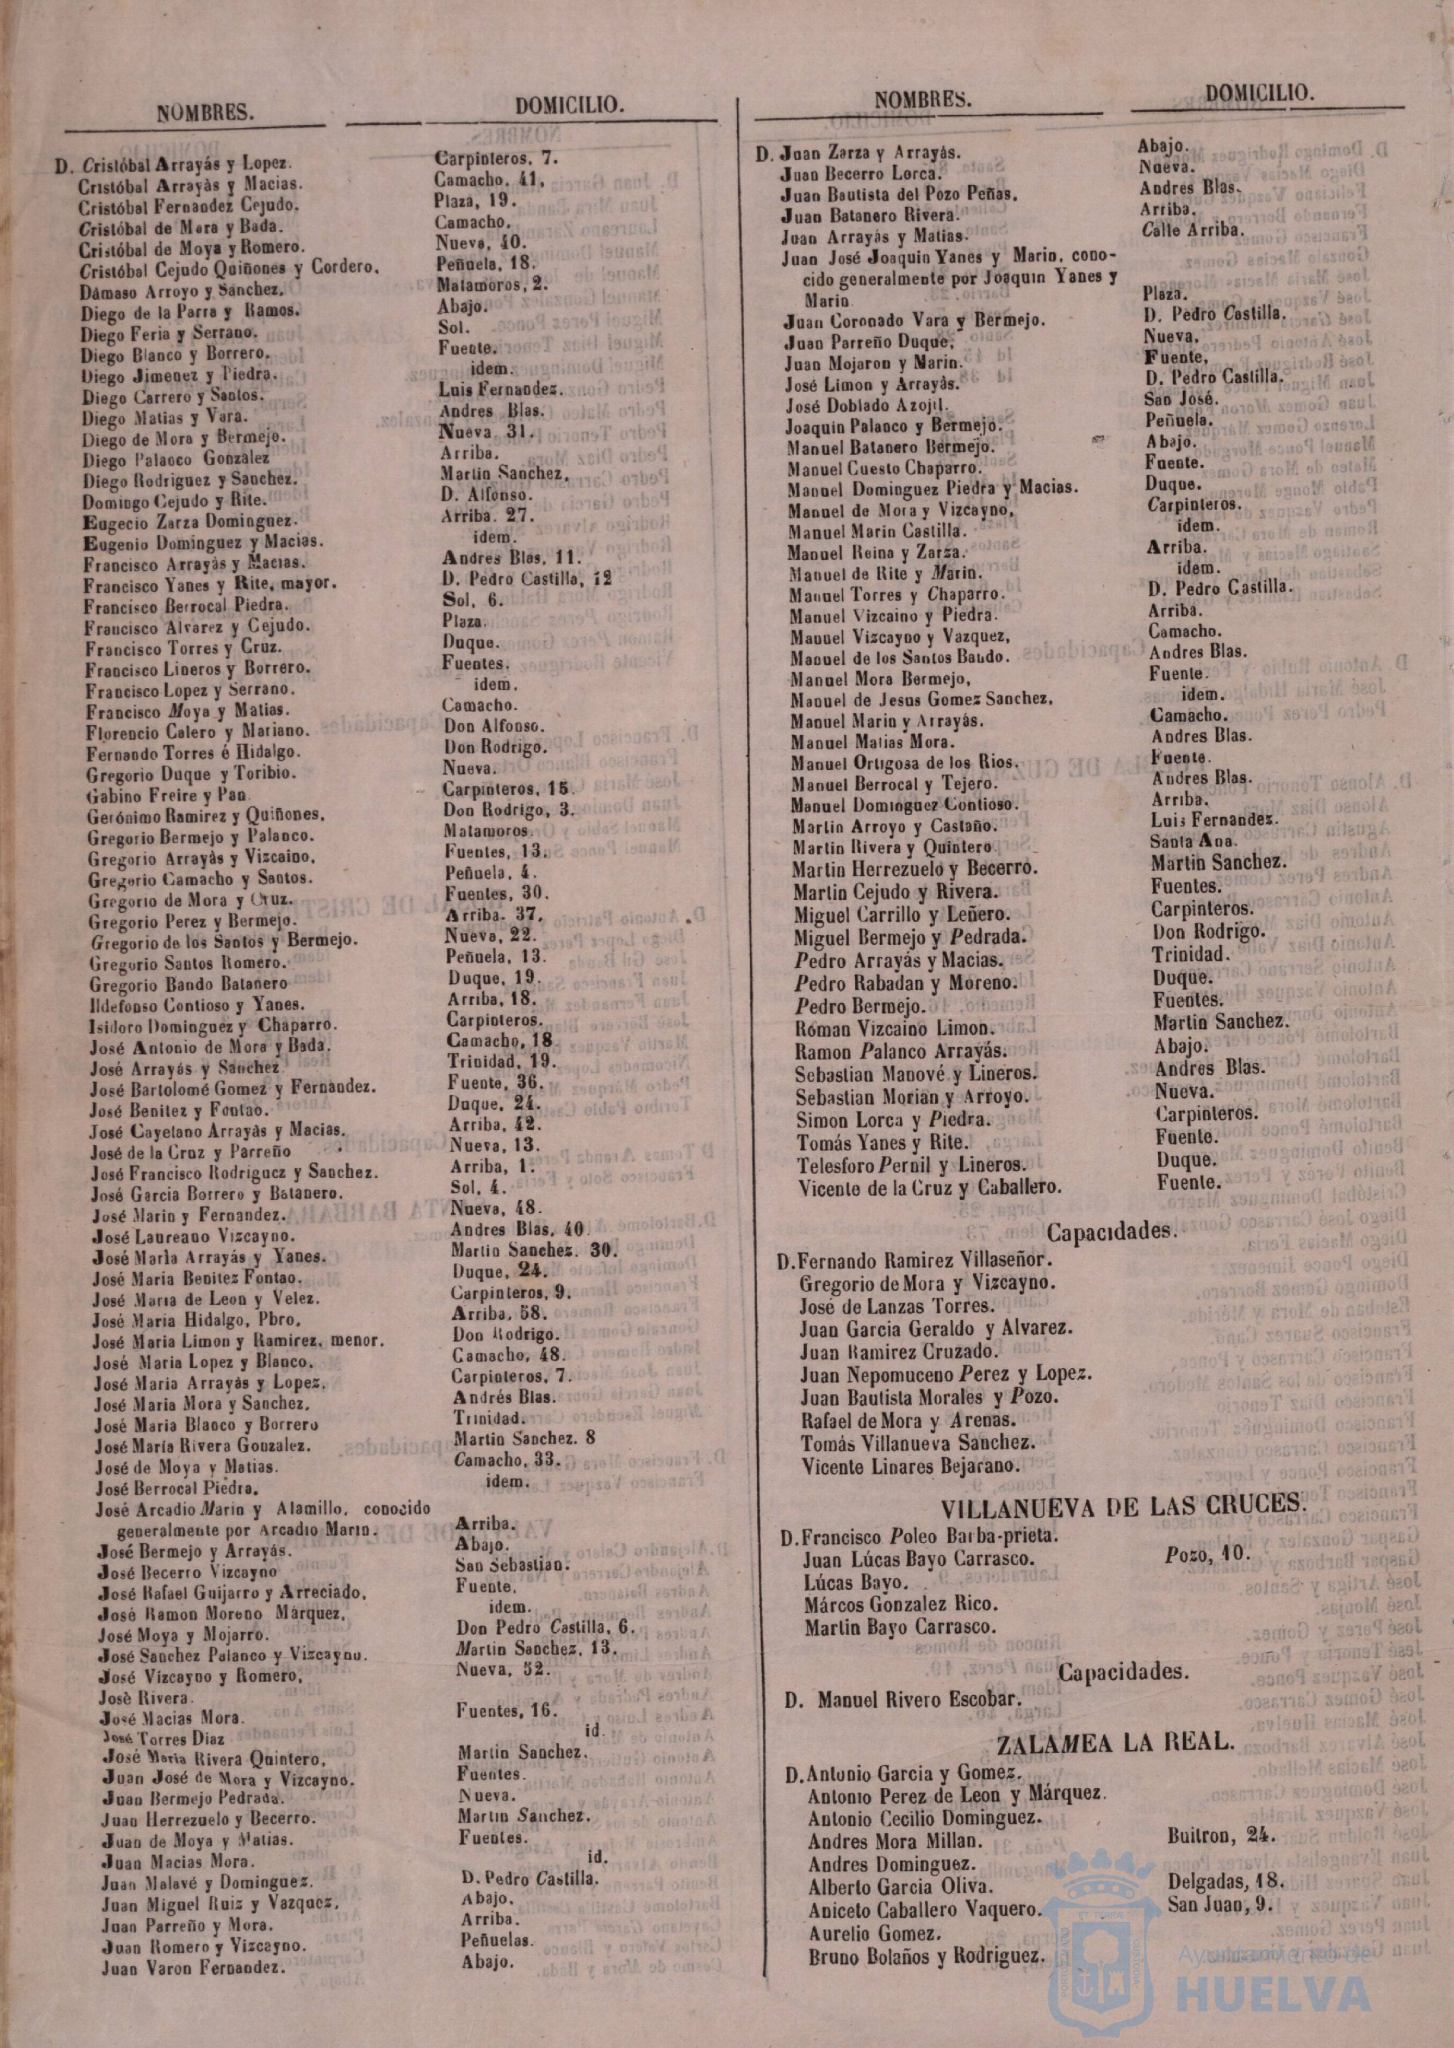 NOMBRES. DOMICILIO.
D. Cristóbal Arrayás y Lopez. Carpinteros, 7.
Cristóbal Arrayás y Macias. Camacho, 41,
Cristóbal Fernandez Cejudo. Plaza, 19.
Cristóbal de Mora y Bada. Camacho,
Cristóbal de Moya y Romero. Nueva, 40.
Cristóbal Cejudo Quiñones y Cordero, Peñuela, 18.
Dámaso Arroyo y Sanchez. Matamoros, 2.
Diego de la Parra y Ramos. Abajo.
Diego Feria y Serrano. Sol.
Diego Blanco y Borrero. Fuente.
Diego Jimenez y Piedra. idem.
Diego Carrero y Santos. Luis Fernandez.
Diego Matias y Vara. Andres Blas.
Diego de Mora y Bermejo. Nueva 31.
Diego Palanco Gonzalez Arriba.
Diego Rodriguez y Sanchez. Martin Sanchez,
Domingo Cejudo y Rite. D. Alfonso.
Eugecio Zarza Dominguez. Arriba. 27.
Eugenio Dominguez y Macias. idem.
Francisco Arrayás y Macias. Andres Blas, 11.
Francisco Yanes y Rite, mayor. D. Pedro Castilla, 12
Francisco Berrocal Piedra. Sol, 6.
Francisco Alvarez y Cejudo. Plaza.
Francisco Torres y Cruz. Duque.
Francisco Lineros y Borrero. Fuentes.
Francisco Lopez y Serrano. idem.
Francisco Moya y Matias. Camacho.
Florencio Calero y Mariano. Don Alfonso.
Fernando Torres é Hidalgo. Don Rodrigo.
Gregorio Duque y Toribio. Nueva.
Gabino Freire y Pan Carpinteros, 15
Gerónimo Ramirez y Quiñones, Don Rodrigo, 3.
Gregorio Bermejo y Palanco. Matamoros.
Gregorio Arrayás y Vizcaino, Fuentes, 13.
Gregorio Camacho y Santos. Peñuela, 4.
Gregorio de Mora y Cruz. Fuentes, 30.
Gregorio Perez y Bermejo. Arriba. 37.
Gregorio de los Santos y Bermejo. Nueva, 22.
Gregorio Santos Romero. Peñuela, 13.
Gregorio Bando Batanero Duque, 19.
Ildefonso Contioso y Yanes. Arriba, 18.
Isidoro Dominguez y Chaparro. Carpinteros.
José Antonio de Mora y Bada. Camacho, 18
José Arrayás y Sanchez Trinidad, 19.
José Bartolomé Gomez y Fernandez. Fuente, 36.
José Benitez y Fontao. Duque, 24.
José Cayetano Arrayás y Macias. Arriba, 42.
José de la Cruz y Parreño Nueva, 13.
José Francisco Rodriguez y Sanchez. Arriba, 1.
José Garcia Borrero y Batanero. Sol, 4.
José Marin y Fernandez. Nueva, 48.
José Laureano Vizcayno. Andres Blas, 40
José Maria Arrayás y Yanes. Martin Sanchez. 30.
José Maria Benitez Fontao. Duque, 24.
José Maria de Leon y Velez. Carpinteros, 9.
José Maria Hidalgo, Pbro. Arriba, 58.
José Maria Limon y Ramirez, menor. Don Rodrigo.
José Maria Lopez y Blanco. Camacho, 48.
José Maria Arrayás y Lopez. Carpinteros, 7.
José Maria Mora y Sanchez. Andrés Blas.
José Maria Blanco y Borrero Trinidad.
José María Rivera Gonzalez. Martin Sanchez. 8
José de Moya y Matias. Camacho, 33.
José Berrocal Piedra. idem.
José Arcadio Marin y Alamillo, conocido
generalmente por Arcadio Marin. Arriba.
José Bermejo y Arrayás. Abajo.
José Becerro Vizcayno San Sebastian.
José Rafael Guijarro y Arreciado, Fuente,
José Ramon Moreno Márquez, idem.
José Moya y Mojarro. Don Pedro Castilla, 6.
José Sanchez Palanco y Vizcayno. Martin Sanchez, 13.
José Vizcayno y Romero, Nueva, 52.
Josè Rivera.
José Macias Mora. Fuentes, 16.
José Torres Diaz id.
José Maria Rivera Quintero, Martin Sanchez.
Juan José de Mora y Vizcayno. Fuentes.
Juan Bermejo Pedrada. Nueva.
Juan Herrezuelo y Becerro. Martin Sanchez.
Juan de Moya y Matias. Fuentes.
Juan Macias Mora. id.
Juan Malavé y Dominguez. D. Pedro Castilla.
Juan Miguel Ruiz y Vazquez, Abajo.
Juan Parreño y Mora. Arriba.
Juan Romero y Vizcayno. Peñuelas.
Juan Varon Fernandez. Abajo.
NOMBRES. DOMICILIO.
D. Juan Zarza y Arrayás. Abajo.
Juan Becerro Lorca. Nueva.
Juan Bautista del Pozo Peñas. Andres Blas.
Juan Batanero Rivera. Arriba.
Juan Arrayás y Matias. Calle Arriba.
Juan José Joaquin Yanes y Marin, cono-
cido generalmente por Joaquin Yanes y
Marin Plaza.
Juan Coronado Vara y Bermejo. D. Pedro Castilla.
Juan Parreño Duque, Nueva,
Juan Mojaron y Marin. Fuente,
José Limon y Arrayás. D. Pedro Castilla.
José Doblado Azojil. San José.
Joaquin Palanco y Bermejo. Peñuela.
Manuel Batanero Bermejo. Abajo.
Manuel Cuesto Chaparro. Fuente.
Manuel Dominguez Piedra y Macias. Duque.
Manuel de Mora y Vizcayno, Carpinteros.
Manuel Marin Castilla. idem.
Manuel Reina y Zarza. Arriba.
Manuel de Rite y Marin. idem.
Manuel Torres y Chaparro. D. Pedro Castilla.
Manuel Vizcaino y Piedra. Arriba.
Manuel Vizcayno y Vazquez, Camacho.
Manuel de los Santos Bando. Andres Blas.
Manuel Mora Bermejo, Fuente.
Manuel de Jesus Gomez Sanchez, idem.
Manuel Marin y Arrayás. Camacho.
Manuel Matias Mora. Andres Blas.
Manuel Ortigosa de los Rios. Fuente.
Manuel Berrocal y Tejero. Andres Blas.
Manuel Dominguez Contioso. Arriba.
Martin Arroyo y Castaño. Luis Fernandez.
Martin Rivera y Quintero Santa Ana.
Martin Herrezuelo y Becerro. Martin Sanchez.
Martin Cejudo y Rivera. Fuentes.
Miguel Carrillo y Leñero. Carpinteros.
Miguel Bermejo y Pedrada. Don Rodrigo.
Pedro Arrayás y Macias. Trinidad.
Pedro Rabadan y Moreno. Duque.
Pedro Bermejo. Fuentes.
Róman Vizcaino Limon. Martin Sanchez.
Ramon Palanco Arrayás. Abajo.
Sebastian Manové y Lineros. Andres Blas.
Sebastian Morian y Arroyo. Nueva.
Simon Lorca y Piedra. Carpinteros.
Tomás Yanes y Rite. Fuente.
Telesforo Pernil y Lineros. Duque.
Vicente de la Cruz y Caballero. Fuente.
Capacidades.
D. Fernando Ramirez Villaseñor.
Gregorio de Mora y Vizcayno.
José de Lanzas Torres.
Juan Garcia Geraldo y Alvarez.
Juan Ramirez Cruzado.
Juan Nepomuceno Perez y Lopez.
Juan Bautista Morales y Pozo.
Rafael de Mora y Arenas.
Tomás Villanueva Sanchez.
Vicente Linares Bejarano.
VILLANUEVA DE LAS CRUCES.
D. Francisco Poleo Barba-prieta.
Juan Lúcas Bayo Carrasco. Pozo, 10.
Lúcas Bayo.
Márcos Gonzalez Rico.
Martin Bayo Carrasco.
Capacidades.
D. Manuel Rivero Escobar.
ZALAMEA LA REAL.
D. Antonio Garcia y Gomez.
Antonio Perez de Leon y Márquez.
Antonio Cecilio Dominguez.
Andres Mora Millan. Buitron, 24.
Andres Dominguez.
Alberto Garcia Oliva. Delgadas, 18.
Aniceto Caballero Vaquero. San Juan, 9.
Aurelio Gomez.
Bruno Bolaños y Rodriguez.
Ayuntamiento de
HUELVA